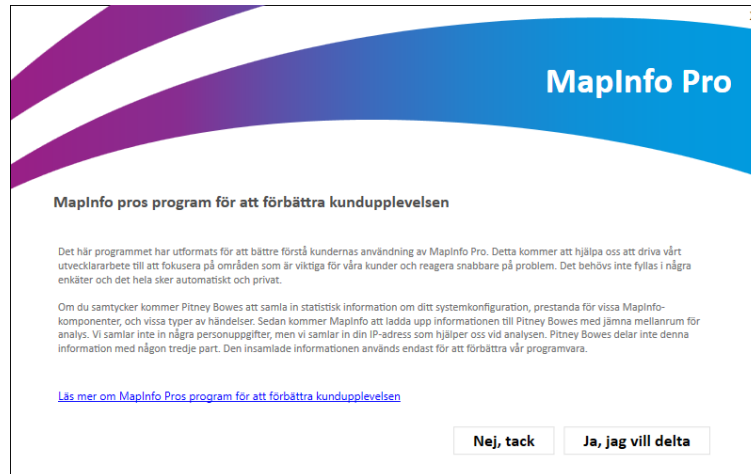 MapInfo Pro
MapInfo pros program för att förbättra kundupplevelsen
Det här programmet har utformats för att bättre förstå kundernas användning av MapInfo Pro. Detta kommer att hjälpa oss att driva vårt
utvecklararbete till att fokusera på områden som är viktiga för våra kunder och reagera snabbare på problem. Det behövs inte fyllas i några
enkäter och det hela sker automatiskt och privat.
Om du samtycker kommer Pitney Bowes att samla in statistisk information om ditt systemkonfiguration, prestanda för vissa MapInfo-
komponenter, och vissa typer av händelser. Sedan kommer MapInfo att ladda upp informationen till Pitney Bowes med jämna mellanrum för
analys. Vi samlar inte in några personuppgifter, men vi samlar in din IP-adress som hjälper oss vid analysen. Pitney Bowes delar inte denna
information med någon tredje part. Den insamlade informationen används endast för att förbättra vår programvara.
Läs mer om MapInfo Pros program för att förbättra kundupplevelsen
Nej, tack Ja, jag vill delta